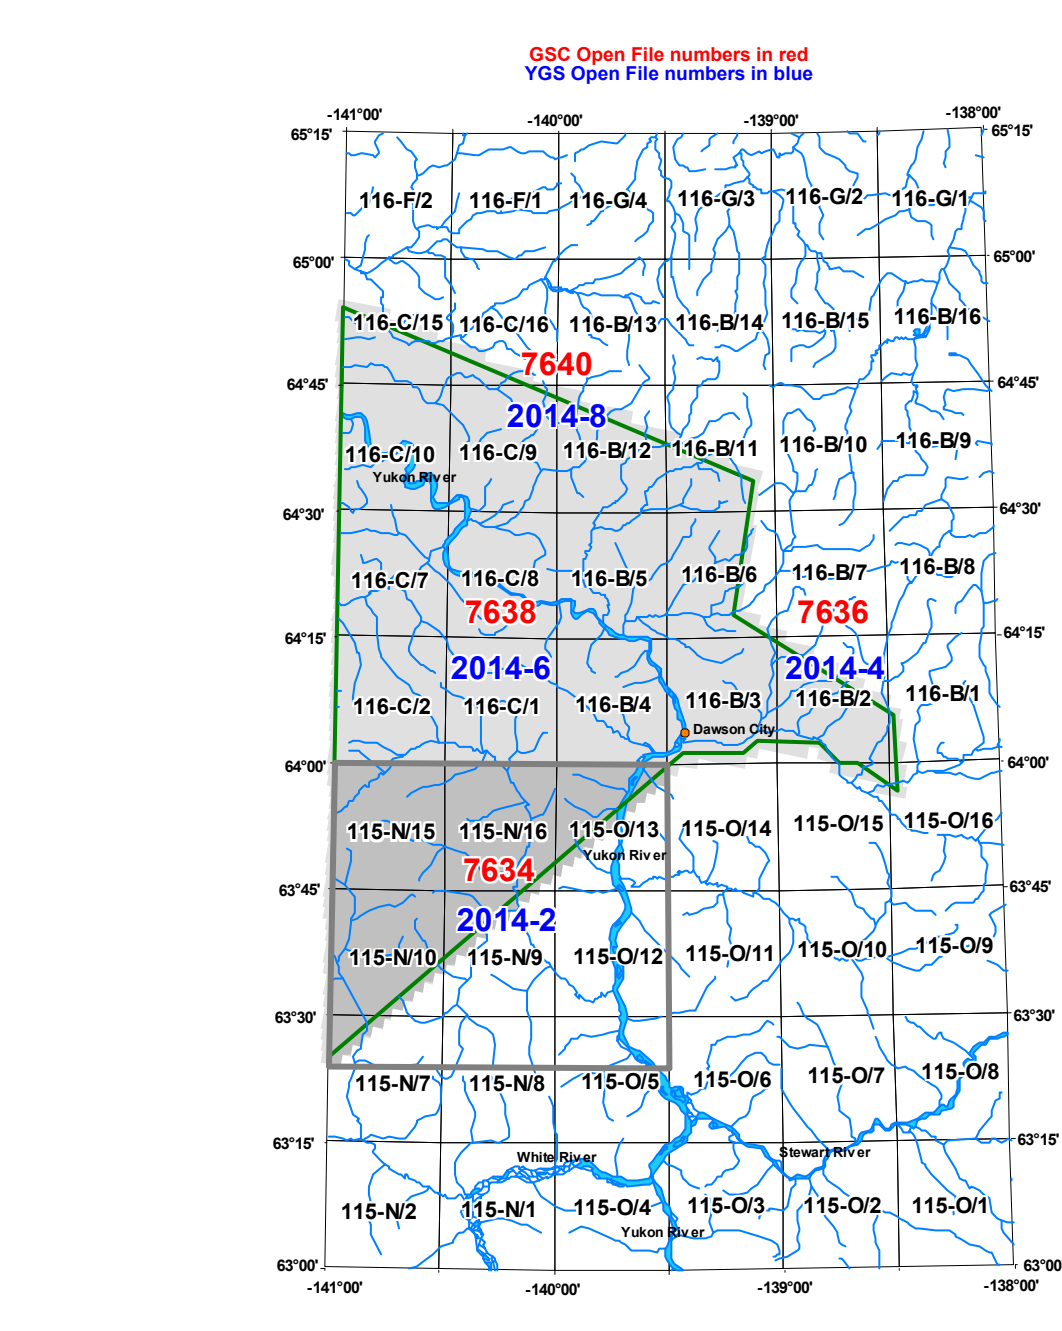 GSC Open File numbers in red
YGS Open File numbers in blue
-141°00' -140°00' -139°00' -138°00'
65°15' 65°15'
116-F/2 116-F/1 116-G/4 116-G/3 116-G/2 116-G/1
65°00' 65°00'
116-C/15 116-C/16 116-B/13 116-B/14 116-B/15 116-B/16
7640
64°45' 64°45'
2014-8
116-C/10 116-C/9 116-B/12 116-B/11 116-B/10 116-B/9
Yukon River
64°30' 64°30'
116-C/7 116-C/8 116-B/5 116-B/6 116-B/7 116-B/8
7638 7636
64°15' 64°15'
2014-6 2014-4
116-C/2 116-C/1 116-B/4 116-B/3 116-B/2 116-B/1
Dawson City
64°00' 64°00'
115-N/15 115-N/16 115-O/13 115-O/14 115-O/15 115-O/16
Yukon River
7634
63°45' 63°45'
2014-2
115-N/10 115-N/9 115-O/12 115-O/11 115-O/10 115-O/9
63°30' 63°30'
115-N/7 115-N/8 115-O/5 115-O/6 115-O/7 115-O/8
63°15' 63°15'
White River Stewart River
115-N/2 115-N/1 115-O/4 115-O/3 115-O/2 115-O/1
Yukon River
63°00' 63°00
-141°00' -140°00' -139°00' -138°00'